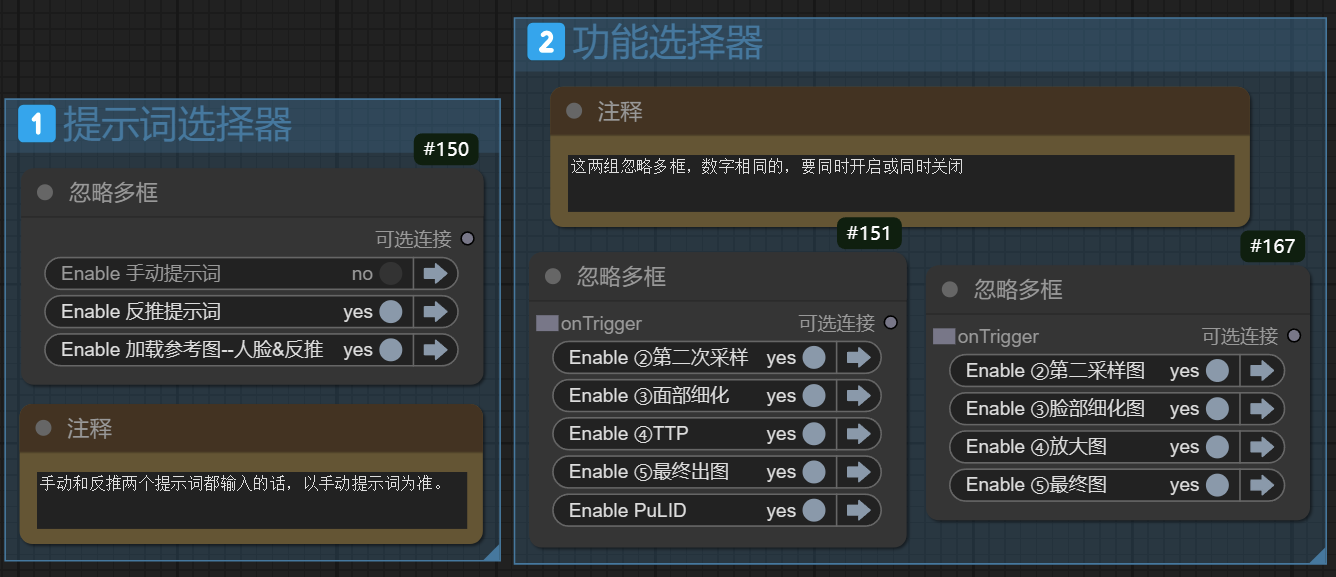 1 提示词选择器
#150
忽略多框
可选连接
Enable 手动提示词 no
Enable 反推提示词 yes
Enable 加载参考图--人脸&反推 yes
注释
手动和反推两个提示词都输入的话，以手动提示词为准。
2 功能选择器
注释
这两组忽略多框，数字相同的，要同时开启或同时关闭
#151
忽略多框
onTrigger 可选连接
Enable ②第二次采样 yes
Enable ③面部细化 yes
Enable ④TTP yes
Enable ⑤最终出图 yes
Enable PuLID yes
#167
忽略多框
onTrigger 可选连接
Enable ②第二采样图 yes
Enable ③脸部细化图 yes
Enable ④放大图 yes
Enable ⑤最终图 yes